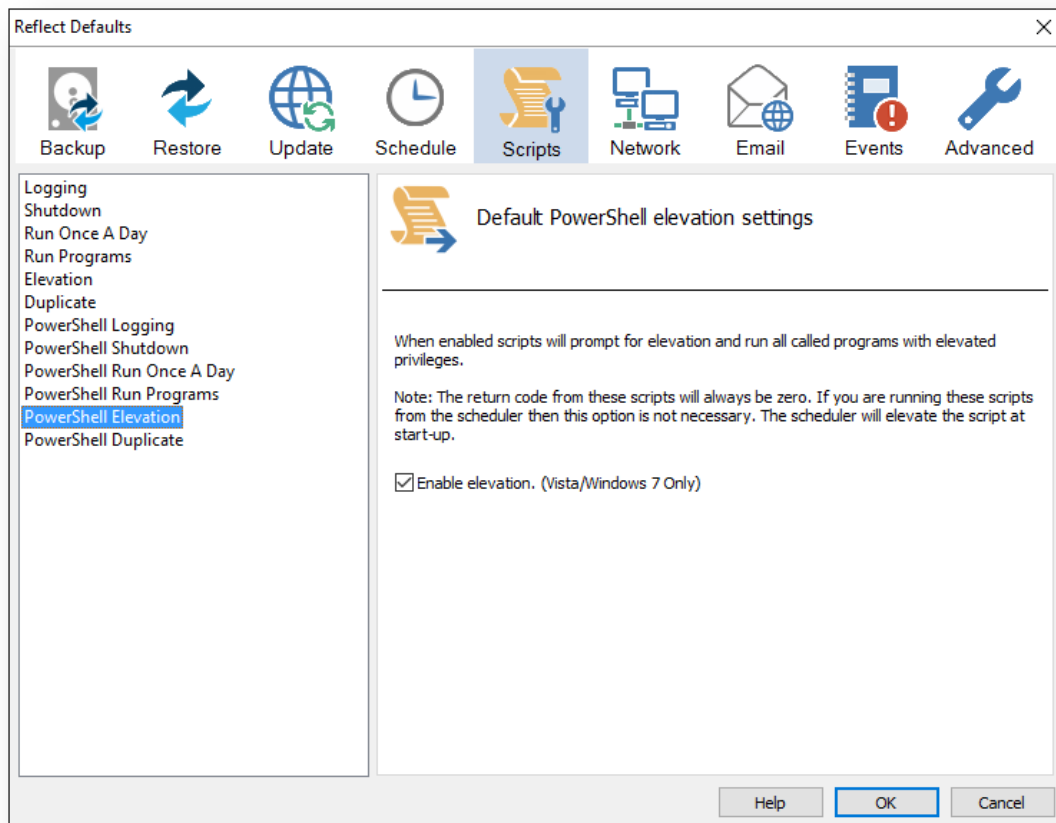 Reflect Defaults
Backup
Restore
Update
Schedule
Scripts
Network
Email
Events
Advanced
Logging
Shutdown
Run Once A Day
Run Programs
Elevation
Duplicate
PowerShell Logging
PowerShell Shutdown
PowerShell Run Once A Day
PowerShell Run Programs
PowerShell Elevation
PowerShell Duplicate
Default PowerShell elevation settings
When enabled scripts will prompt for elevation and run all called programs with elevated
privileges.
Note: The return code from these scripts will always be zero. If you are running these scripts
from the scheduler then this option is not necessary. The scheduler will elevate the script at
start-up.
Enable elevation. (Vista/Windows 7 Only)
Help
OK
Cancel